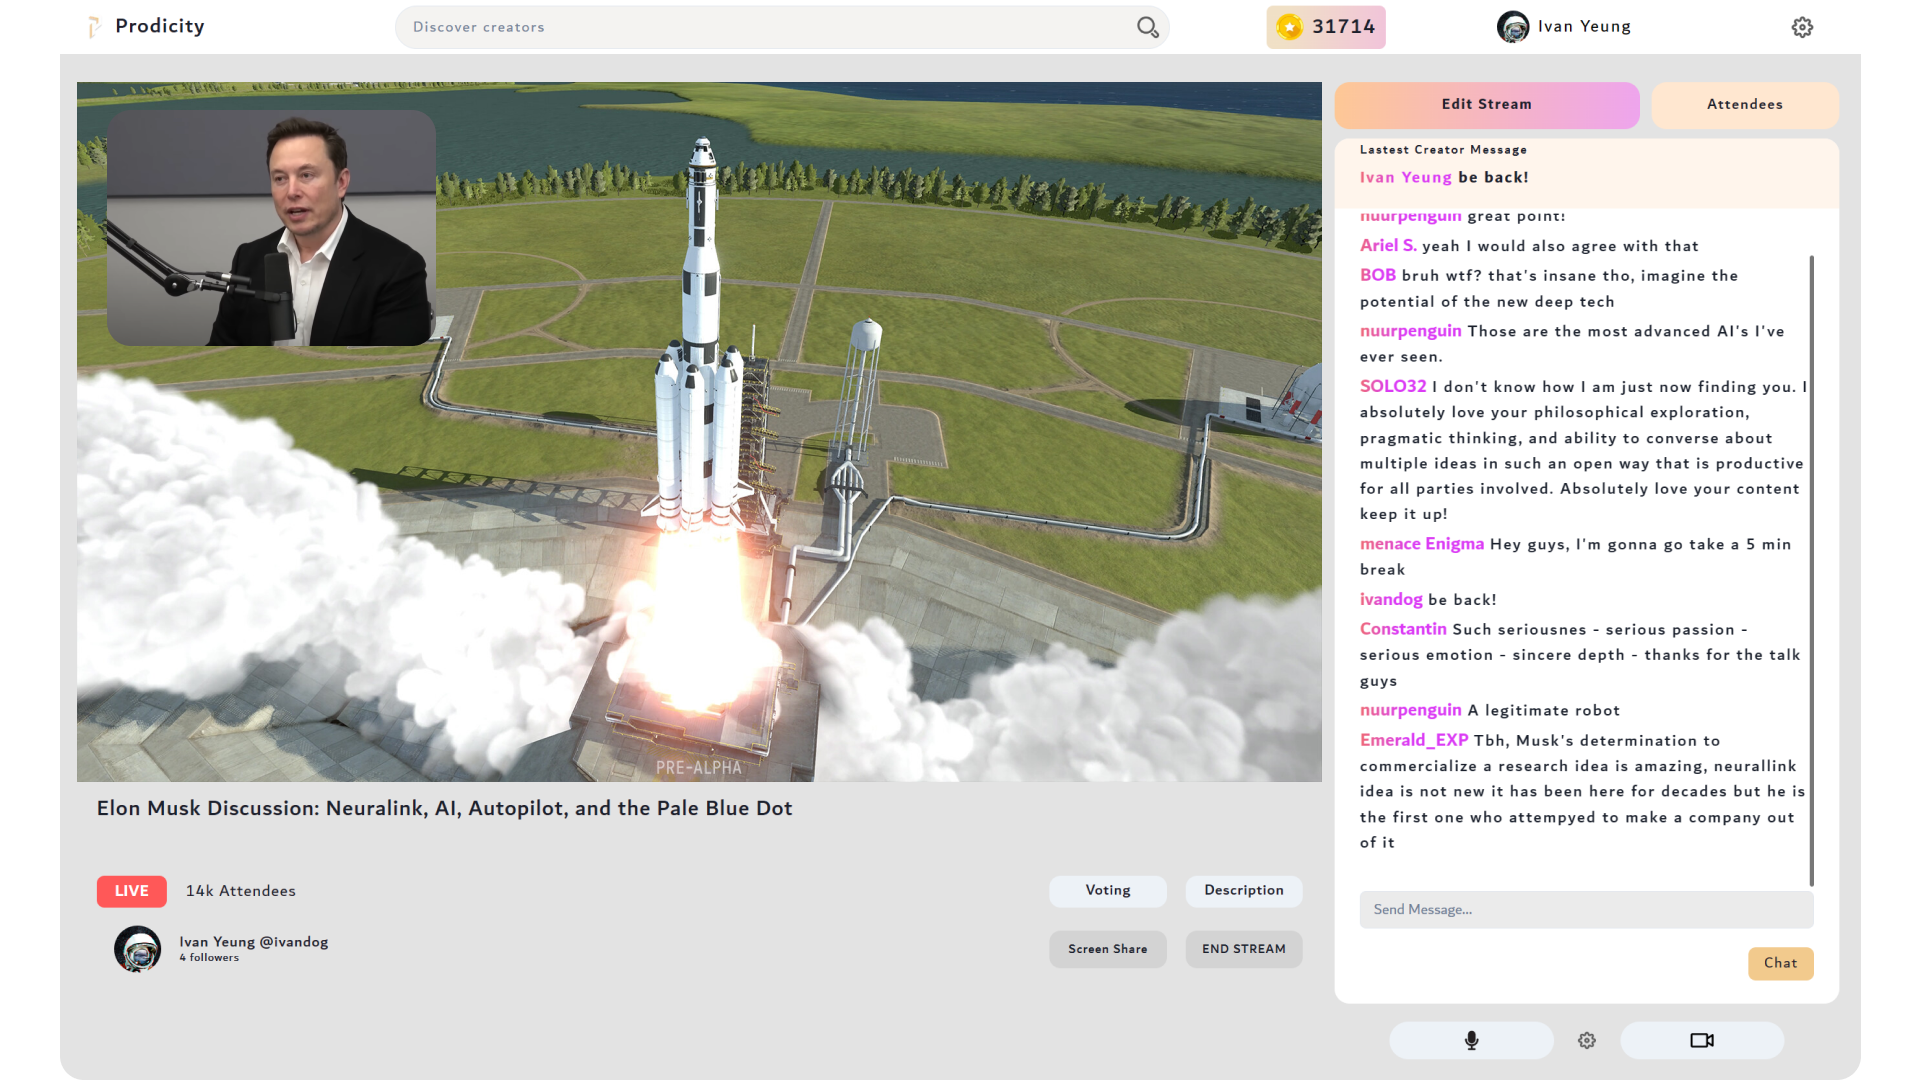 Prodicity
Discover creators
31714
Ivan Yeung
Edit Stream
Attendees
Lastest Creator Message
Ivan Yeung be back!
nuurpenguin great point!
Ariel S. yeah I would also agree with that
BOB bruh wtf? that's insane tho, imagine the
potential of the new deep tech
nuurpenguin Those are the most advanced AI's I've
ever seen.
SOLO32 I don't know how I am just now finding you. I
absolutely love your philosophical exploration,
pragmatic thinking, and ability to converse about
multiple ideas in such an open way that is productive
for all parties involved. Absolutely love your content
keep it up!
menace Enigma Hey guys, I'm gonna go take a 5 min
break
ivandog be back!
Constantin Such seriousnes - serious passion -
serious emotion - sincere depth - thanks for the talk
guys
nuurpenguin A legitimate robot
Emerald_EXP Tbh, Musk's determination to
commercialize a research idea is amazing, neurallink
idea is not new it has been here for decades but he is
the first one who attempyed to make a company out
of it
Send Message...
Chat
PRE-ALPHA
Elon Musk Discussion: Neuralink, AI, Autopilot, and the Pale Blue Dot
LIVE
14k Attendees
Voting
Description
Ivan Yeung @ivandog
4 followers
Screen Share
END STREAM